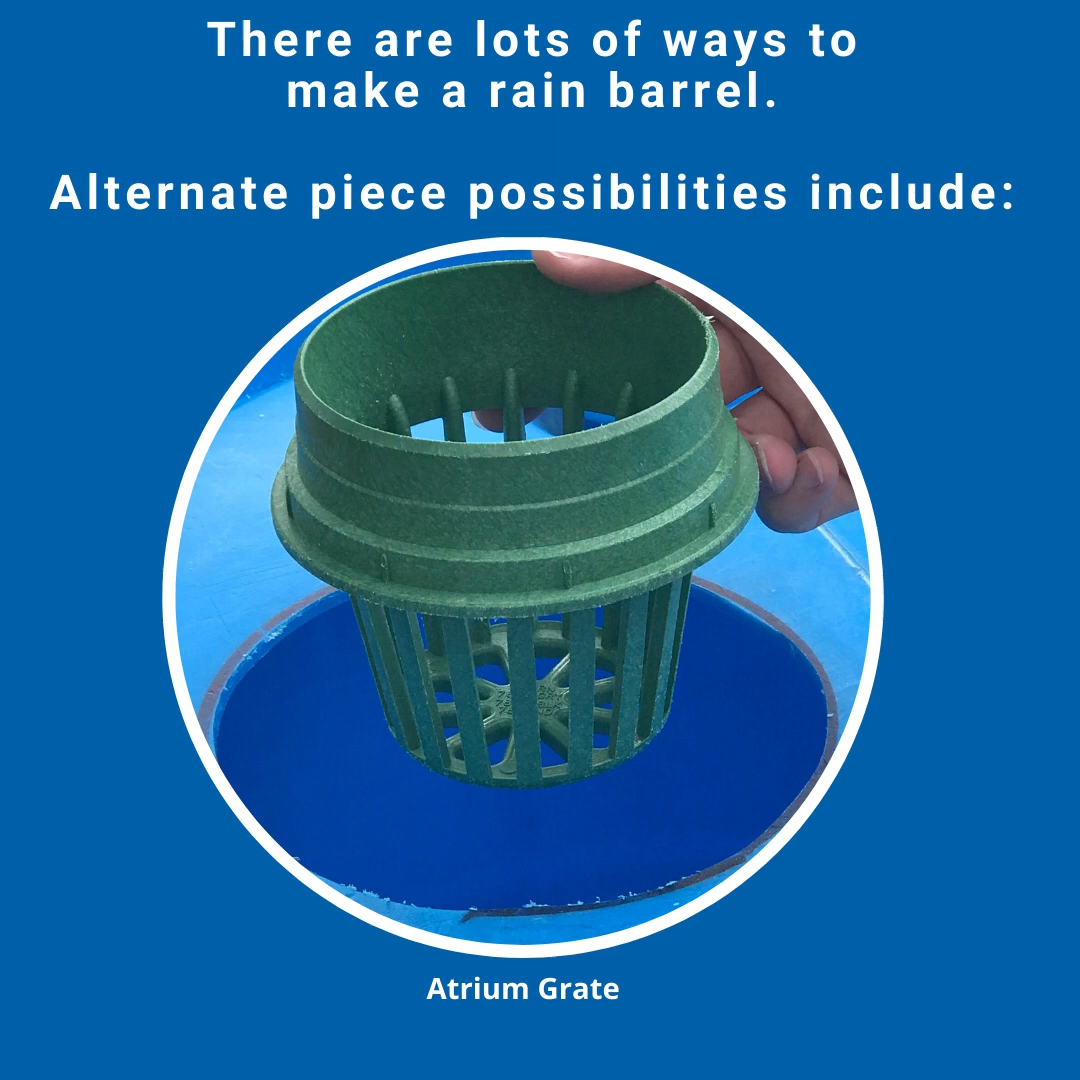 There are lots of ways to
make a rain barrel.
Alternate piece possibilities include:
Atrium Grate